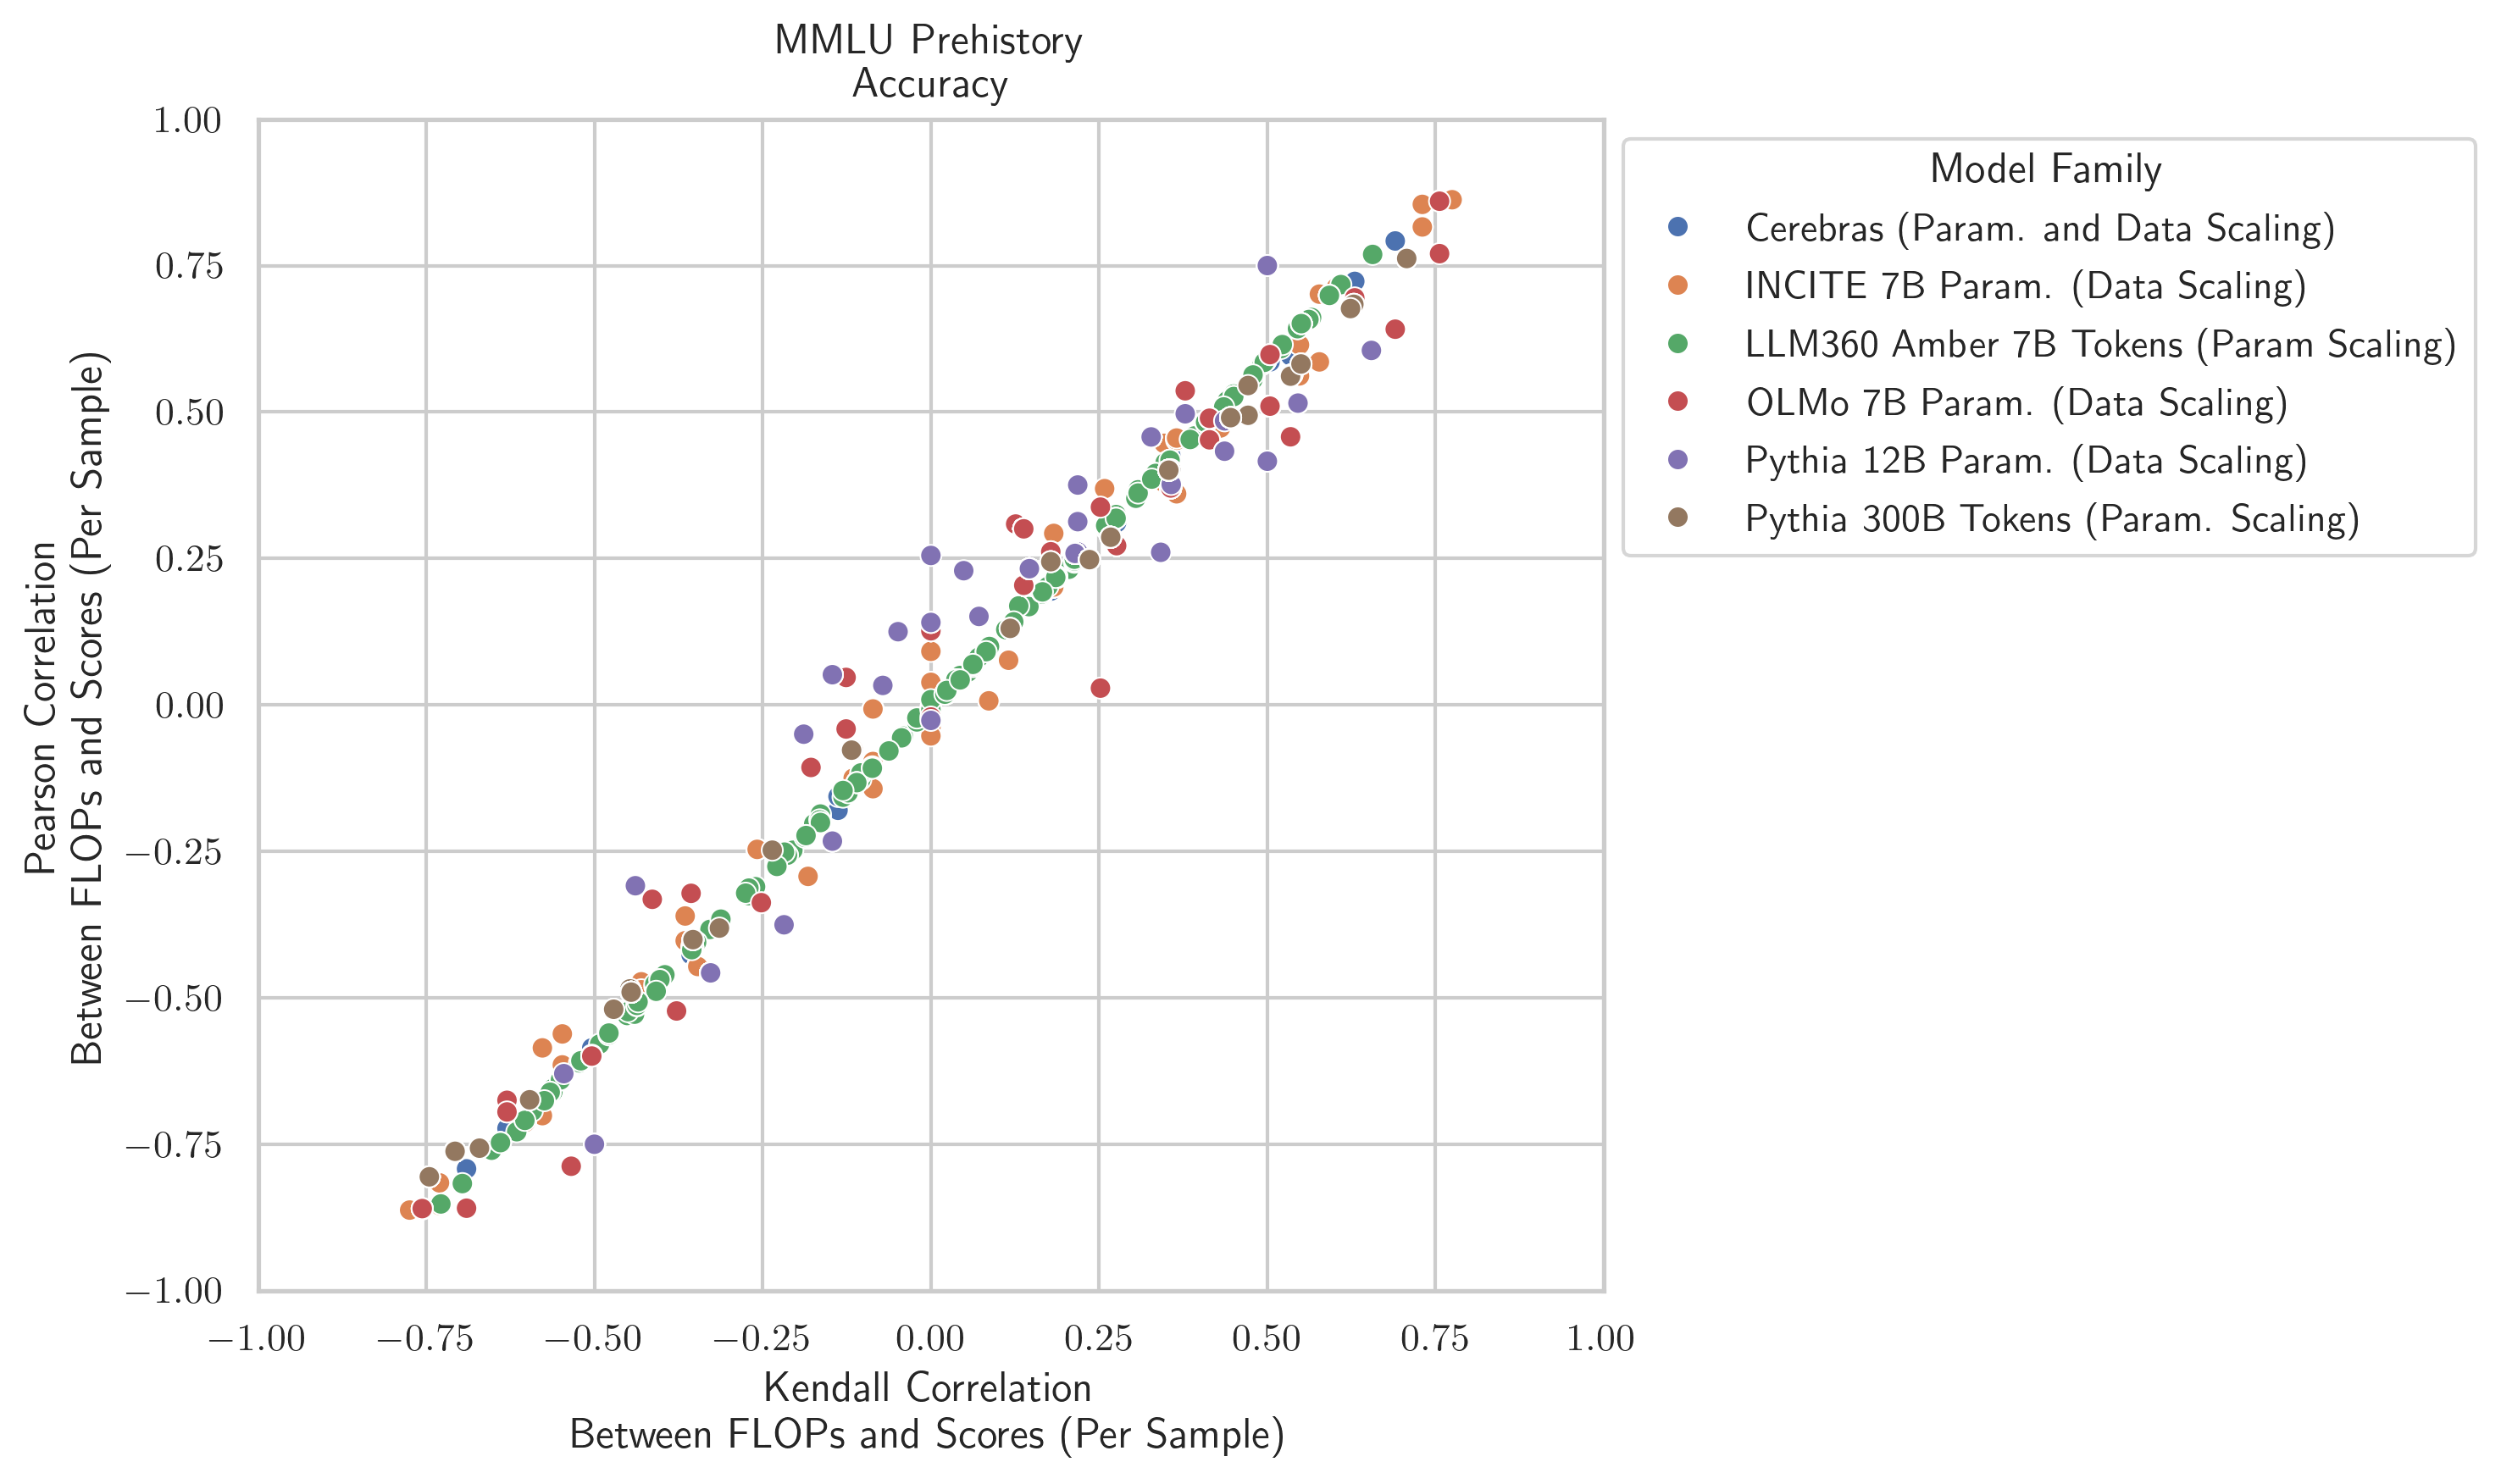 MMLU Prehistory
Accuracy
1.00
0.75
0.50
0.25
0.00
−0.25
−0.50
−0.75
−1.00
Pearson Correlation
Between FLOPs and Scores (Per Sample)
−1.00 −0.75 −0.50 −0.25 0.00 0.25 0.50 0.75 1.00
Kendall Correlation
Between FLOPs and Scores (Per Sample)
Model Family
Cerebras (Param. and Data Scaling)
INCITE 7B Param. (Data Scaling)
LLM360 Amber 7B Tokens (Param Scaling)
OLMo 7B Param. (Data Scaling)
Pythia 12B Param. (Data Scaling)
Pythia 300B Tokens (Param. Scaling)